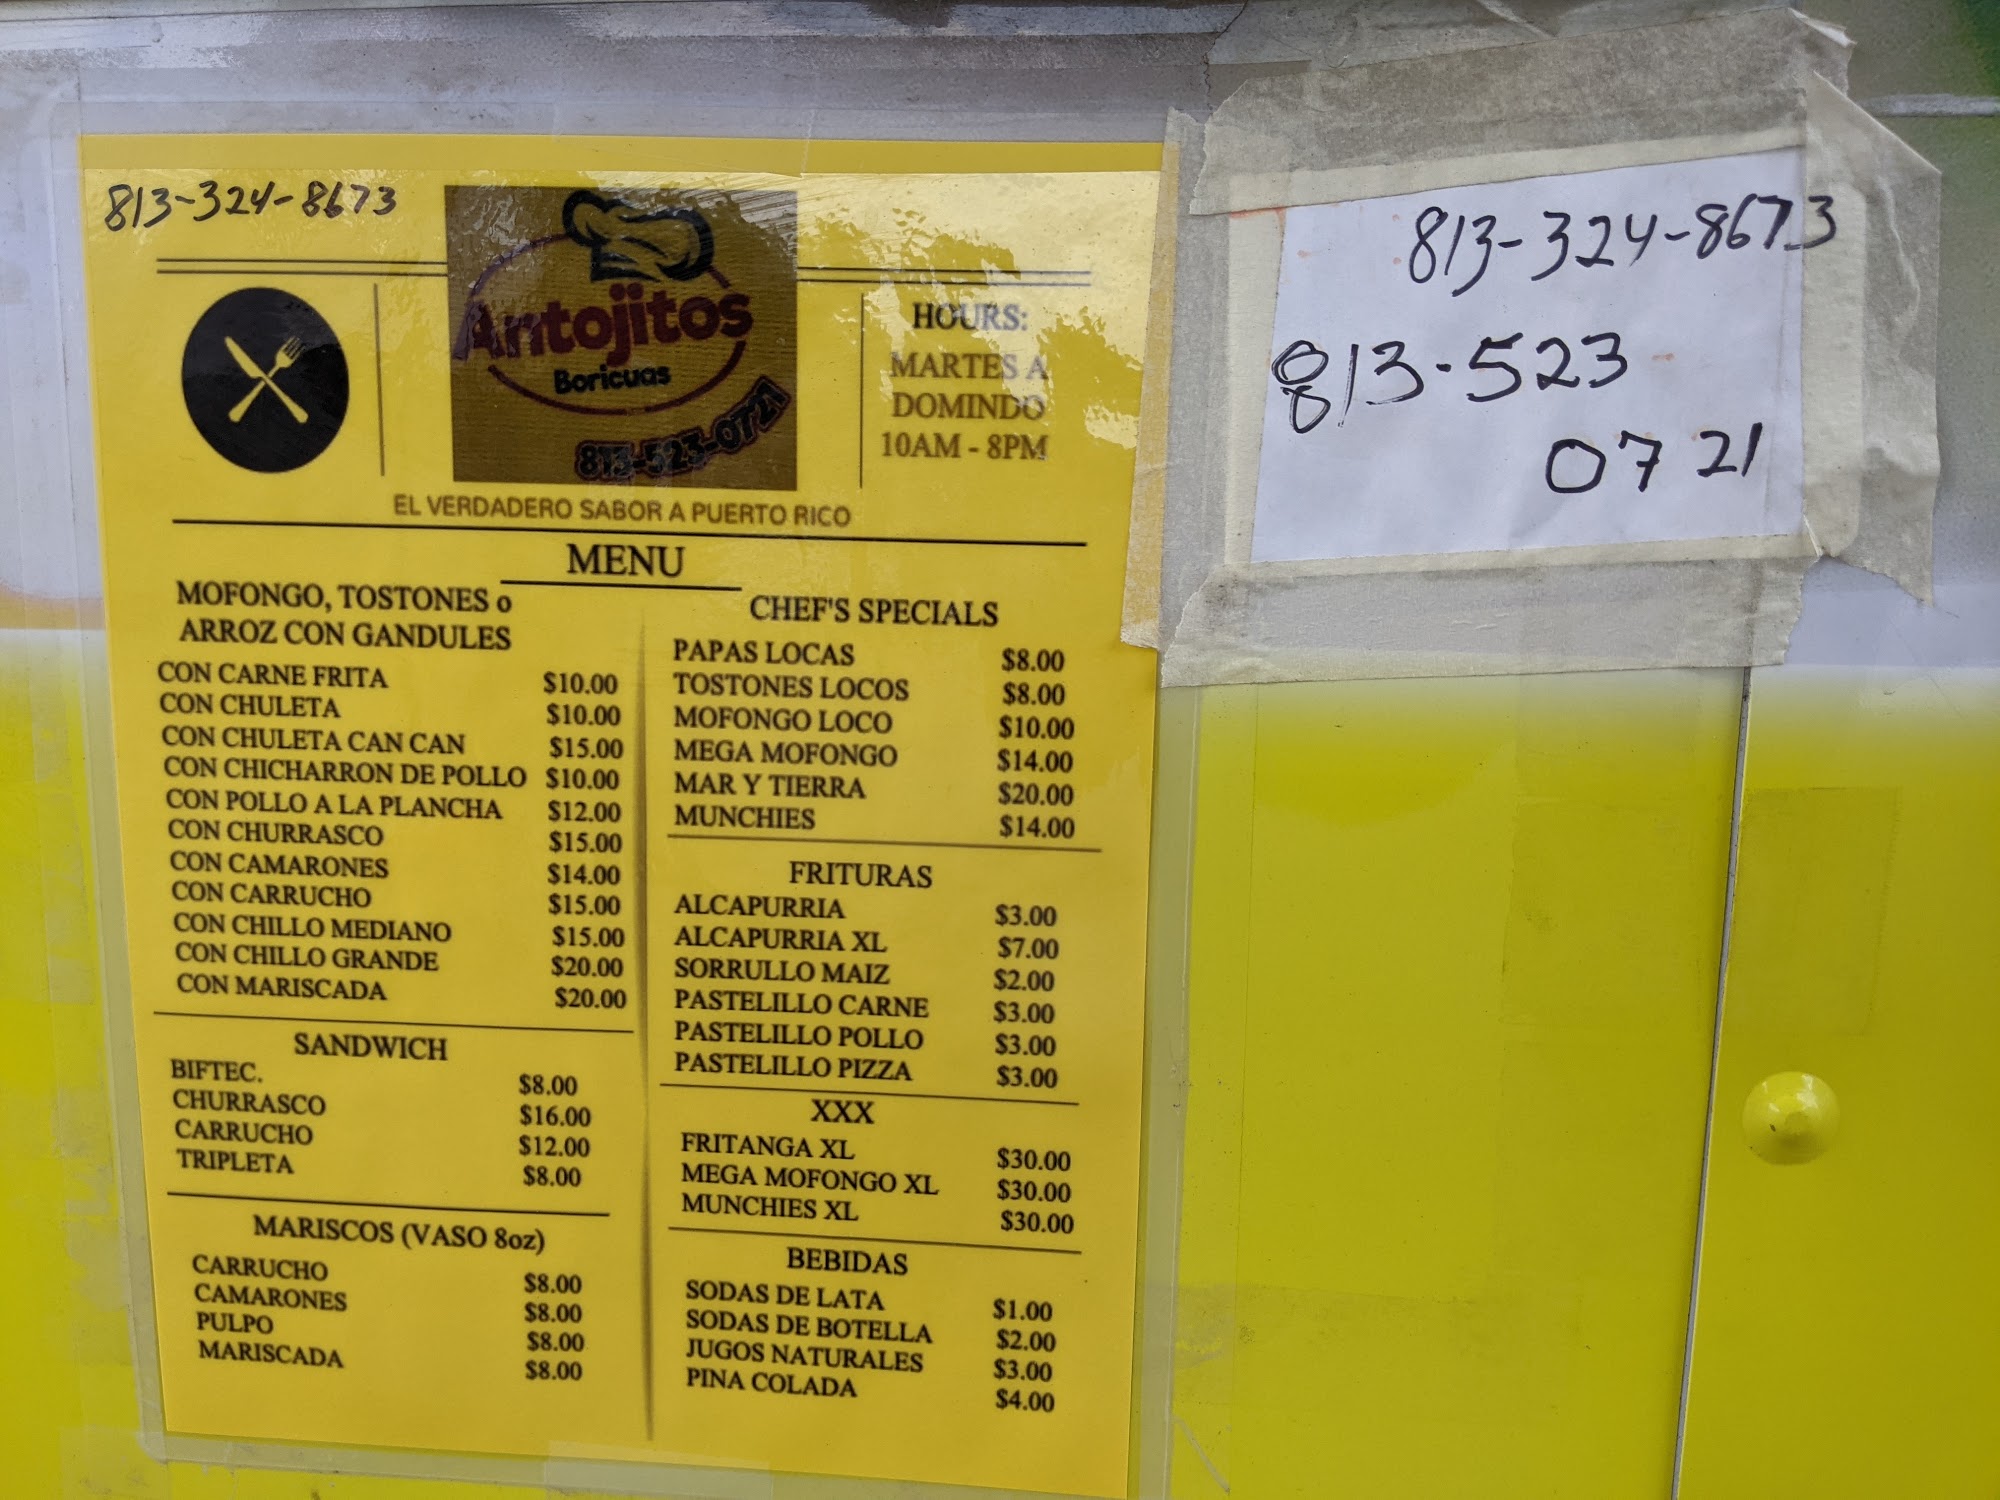 813-324-8673
Antojitos
Boricuas
813-523-0721
HOURS:
MARTES A
DOMINDO
10AM - 8PM
EL VERDADERO SABOR A PUERTO RICO
MENU
MOFONGO, TOSTONES o
ARROZ CON GANDULES
CON CARNE FRITA $10.00
CON CHULETA $10.00
CON CHULETA CAN CAN $15.00
CON CHICHARRON DE POLLO $10.00
CON POLLO A LA PLANCHA $12.00
CON CHURRASCO $15.00
CON CAMARONES $14.00
CON CARRUCHO $15.00
CON CHILLO MEDIANO $15.00
CON CHILLO GRANDE $20.00
CON MARISCADA $20.00
SANDWICH
BIFTEC. $8.00
CHURRASCO $16.00
CARRUCHO $12.00
TRIPLETA $8.00
MARISCOS (VASO 8oz)
CARRUCHO $8.00
CAMARONES $8.00
PULPO $8.00
MARISCADA $8.00
CHEF'S SPECIALS
PAPAS LOCAS $8.00
TOSTONES LOCOS $8.00
MOFONGO LOCO $10.00
MEGA MOFONGO $14.00
MAR Y TIERRA $20.00
MUNCHIES $14.00
FRITURAS
ALCAPURRIA $3.00
ALCAPURRIA XL $7.00
SORRULLO MAIZ $2.00
PASTELILLO CARNE $3.00
PASTELILLO POLLO $3.00
PASTELILLO PIZZA $3.00
XXX
FRITANGA XL $30.00
MEGA MOFONGO XL $30.00
MUNCHIES XL $30.00
BEBIDAS
SODAS DE LATA $1.00
SODAS DE BOTELLA $2.00
JUGOS NATURALES $3.00
PINA COLADA $4.00
813-324-8673
813-523
0721